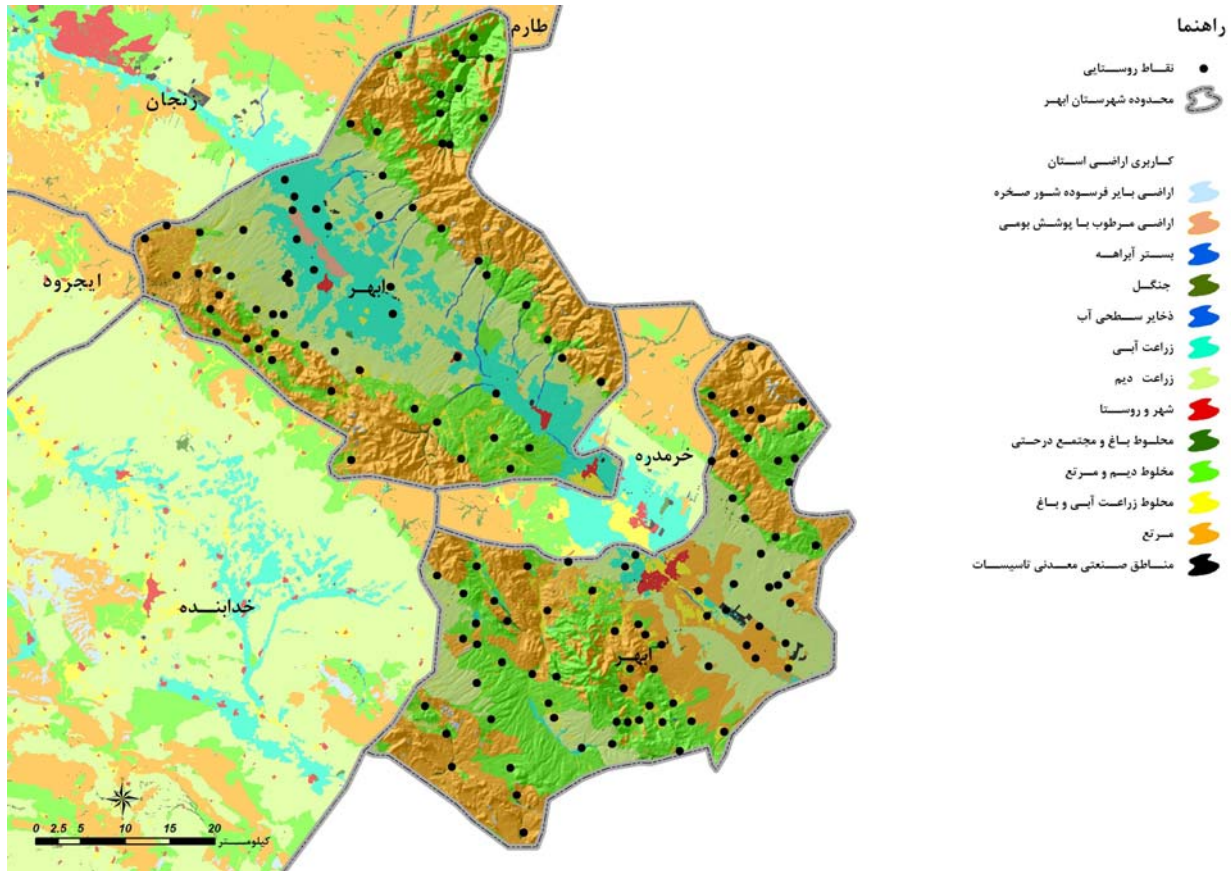 راهنما
نقاط روستایی
محدوده شهرستان ابهر
کاربری اراضی استان
اراضی بایر فرسوده شور صخره
اراضی مرطوب با پوشش بومی
بستر آبراهه
جنگل
ذخایر سطحی آب
زراعت آبی
زراعت دیم
شهر و روستا
مخلوط باغ و مجتمع درختی
مخلوط دیم و مرتع
مخلوط زراعت آبی و باغ
مرتع
مناطق صنعتی معدنی تاسیسات
طارم
زنجان
ایجرود
ابهر
خرمدره
خدابنده
ابهر
0 2.5 5 10 15 20
کیلومتر